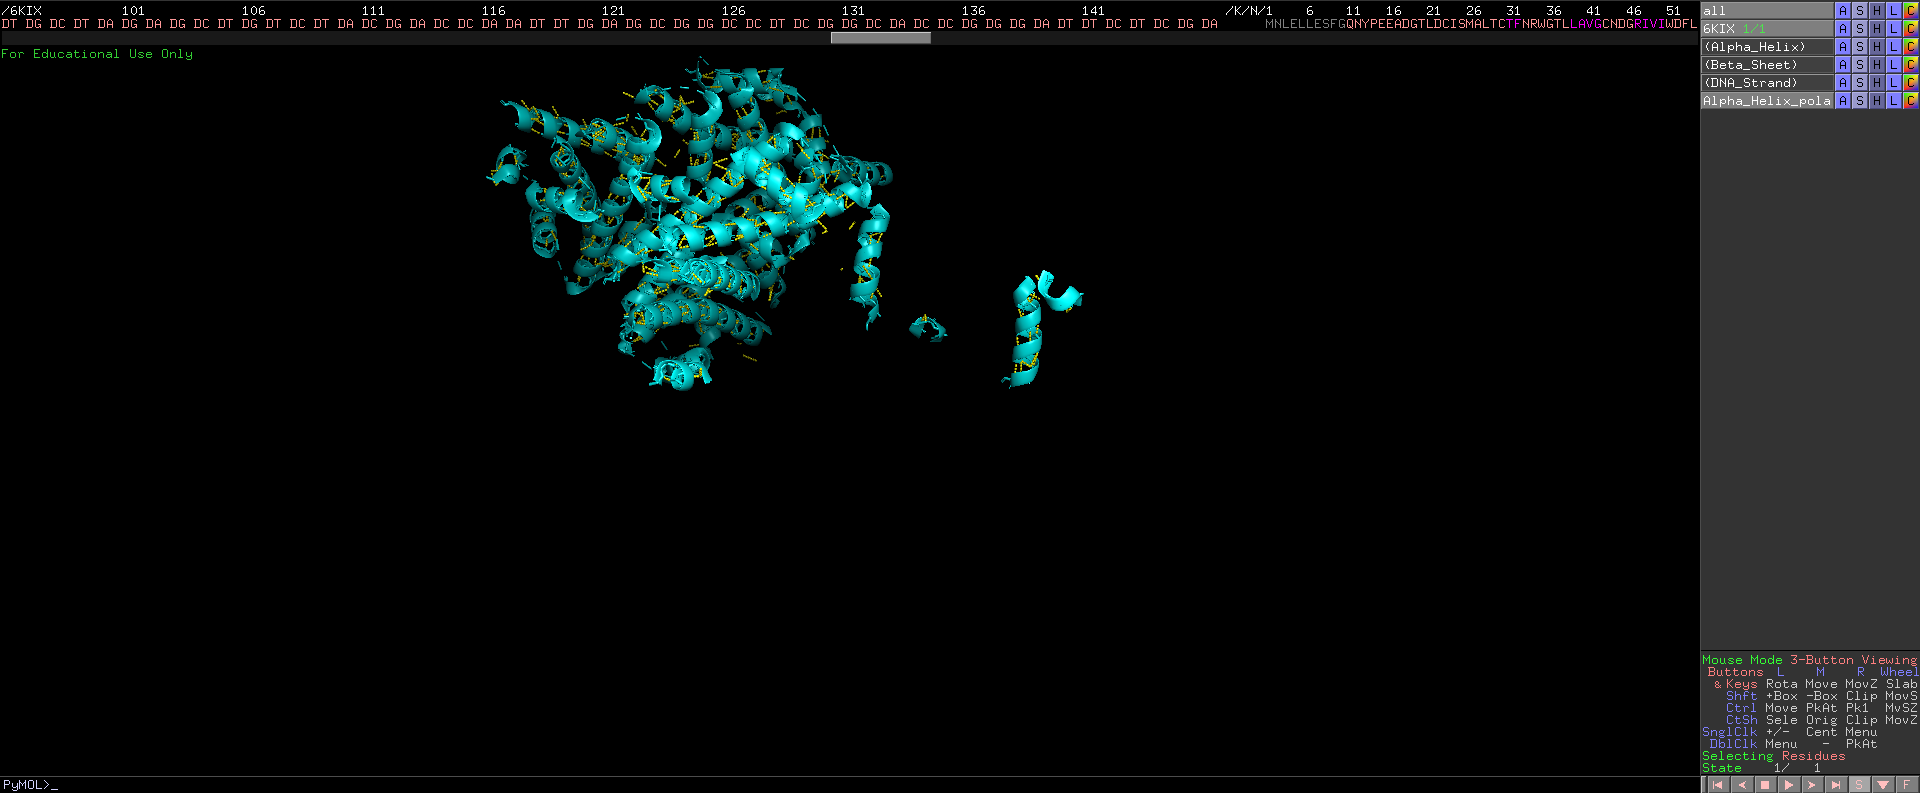 /6KIX 101 106 111 116 121 126 131 136 141 /K/N/1 6 11 16 21 26 31 36 41 46 51
DT DG DC DT DA DG DG DC DG DT DC DT DC DT DA DC DG DA DC DG DG DC DA DA DT DT DG DA DG DC DG DG DC DC DT DG DC DA DC DG DG DG DG DA DT DT DC DT DC DG DA MNLELLESFGQNYPEEADGTLDCISMALTCTFNRWGTLLAVGCNDGRIVIWDFL
For Educational Use Only
all A S H L C
6KIX 1/1 A S H L C
(Alpha_Helix) A S H L C
(Beta_Sheet) A S H L C
(DNA_Strand) A S H L C
Alpha_Helix_pola A S H L C
Mouse Mode 3-Button Viewing
Buttons L M R Wheel
& Keys Rota Move MovZ Slab
Shft +Box -Box Clip MovS
Ctrl Move PkAt Pk1 MvSZ
CtSh Sele Orig Clip MovZ
SnglClk +/- Cent Menu
DblClk Menu - PkAt
Selecting Residues
State 1/ 1
PyMOL>_
S F